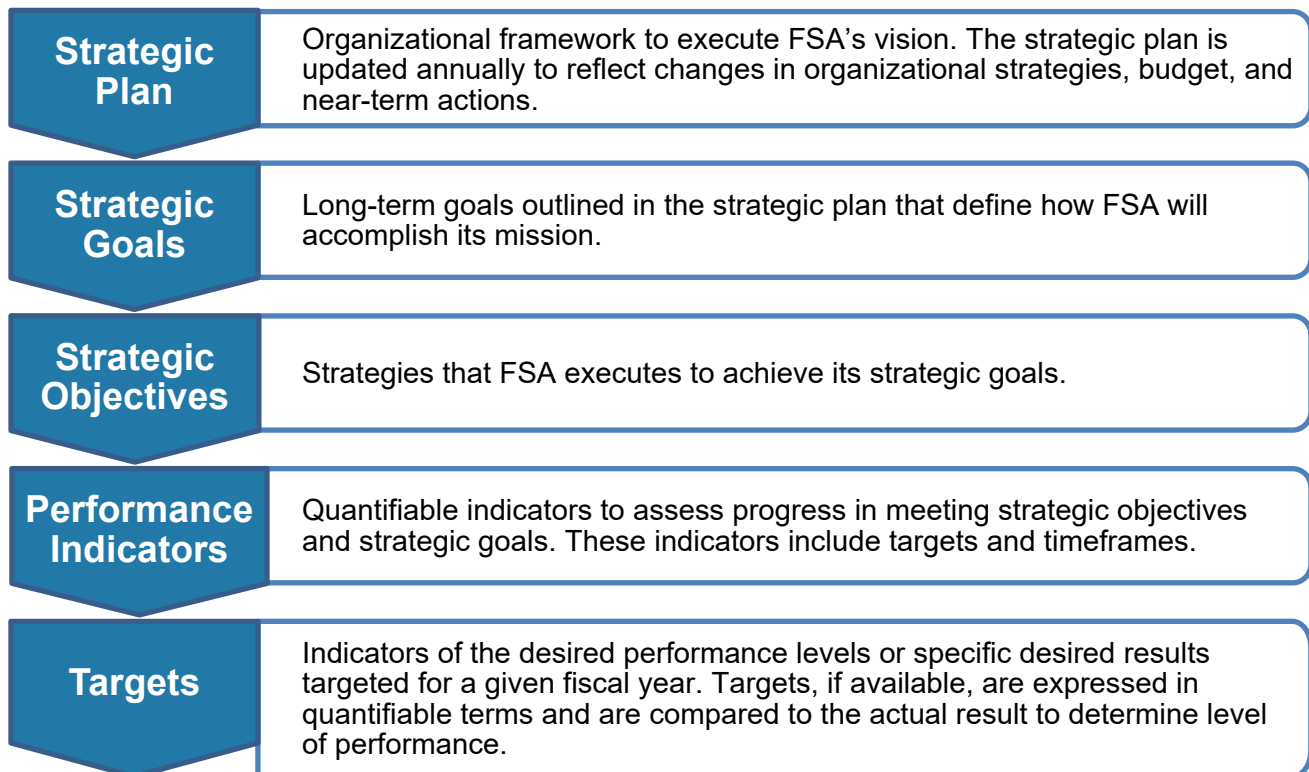 Strategic
Plan
Organizational framework to execute FSA's vision. The strategic plan is
updated annually to reflect changes in organizational strategies, budget, and
near-term actions.
Strategic
Goals
Long-term goals outlined in the strategic plan that define how FSA will
accomplish its mission.
Strategic
Objectives
Strategies that FSA executes to achieve its strategic goals.
Performance
Indicators
Quantifiable indicators to assess progress in meeting strategic objectives
and strategic goals. These indicators include targets and timeframes.
Targets
Indicators of the desired performance levels or specific desired results
targeted for a given fiscal year. Targets, if available, are expressed in
quantifiable terms and are compared to the actual result to determine level
of performance.